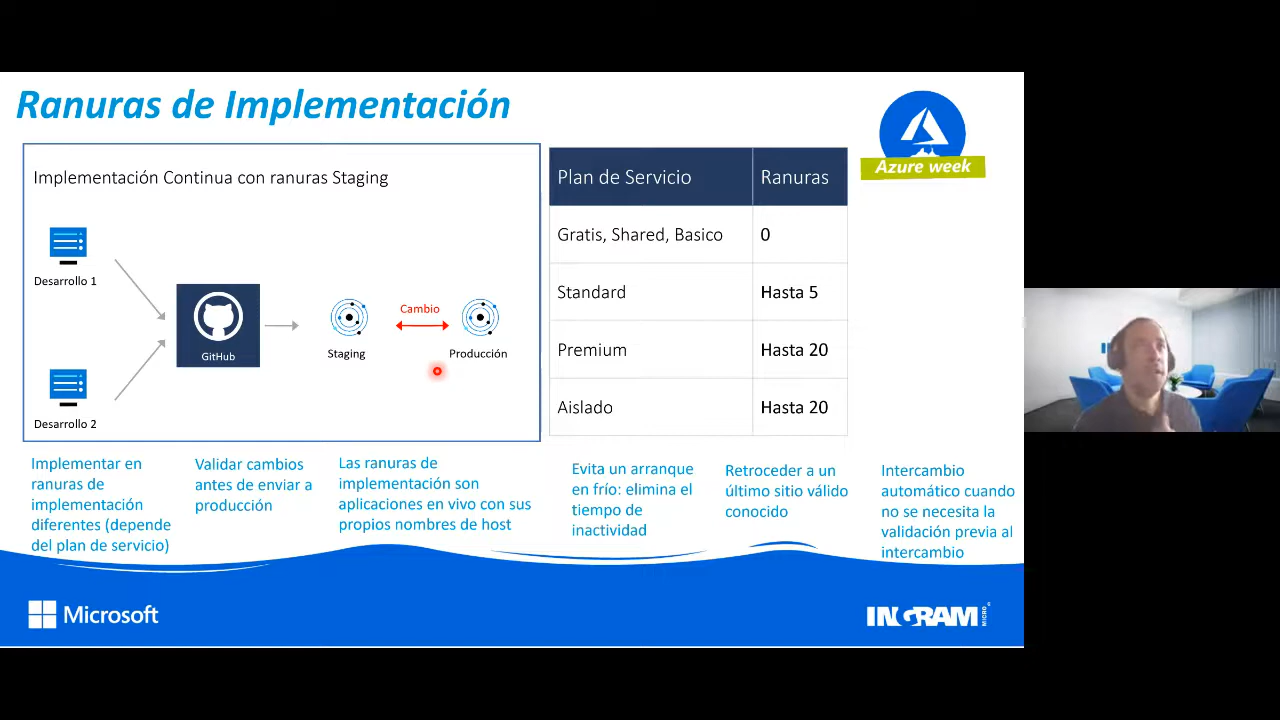 Ranuras de Implementación
Azure week
Implementación Continua con ranuras Staging
Desarrollo 1
GitHub
Cambio
Staging
Producción
Desarrollo 2
Plan de Servicio Ranuras
Gratis, Shared, Basico 0
Standard Hasta 5
Premium Hasta 20
Aislado Hasta 20
Implementar en
ranuras de
implementación
diferentes (depende
del plan de servicio)
Validar cambios
antes de enviar a
producción
Las ranuras de
implementación son
aplicaciones en vivo con sus
propios nombres de host
Evita un arranque
en frío: elimina el
tiempo de
inactividad
Retroceder a un
último sitio válido
conocido
Intercambio
automático cuando
no se necesita la
validación previa al
intercambio
Microsoft
INGRAM
MICRO